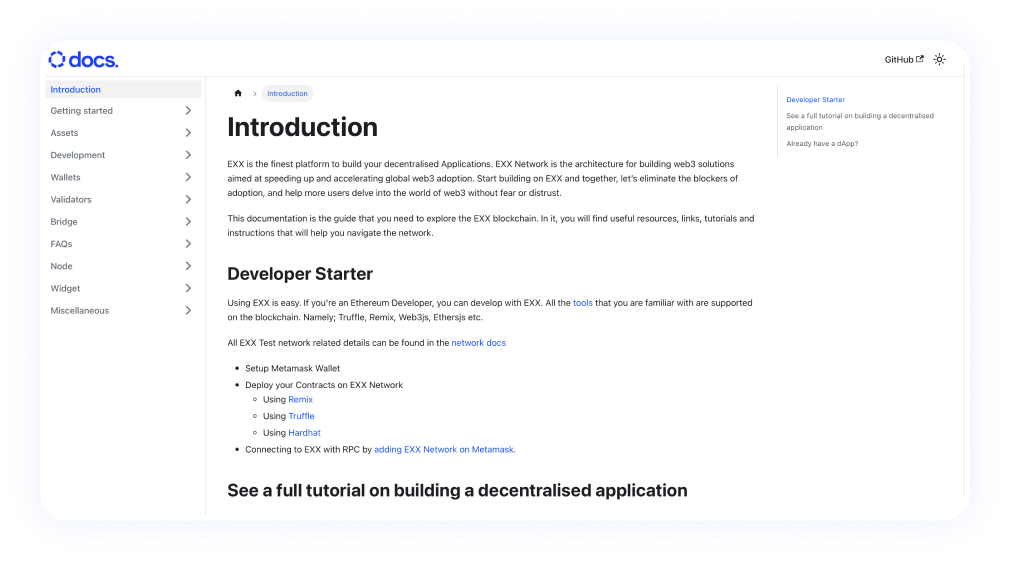 docs.
GitHub
Introduction
Getting started
Assets
Development
Wallets
Validators
Bridge
FAQs
Node
Widget
Miscellaneous
Introduction
Introduction
EXX is the finest platform to build your decentralised Applications. EXX Network is the architecture for building web3 solutions
aimed at speeding up and accelerating global web3 adoption. Start building on EXX and together, let's eliminate the blockers of
adoption, and help more users delve into the world of web3 without fear or distrust.
This documentation is the guide that you need to explore the EXX blockchain. In it, you will find useful resources, links, tutorials and
instructions that will help you navigate the network.
Developer Starter
Using EXX is easy. If you're an Ethereum Developer, you can develop with EXX. All the tools that you are familiar with are supported
on the blockchain. Namely; Truffle, Remix, Web3js, Ethersjs etc.
All EXX Test network related details can be found in the network docs
Setup Metamask Wallet
Deploy your Contracts on EXX Network
Using Remix
Using Truffle
Using Hardhat
Connecting to EXX with RPC by adding EXX Network on Metamask.
See a full tutorial on building a decentralised application
Developer Starter
See a full tutorial on building a decentralised
application
Already have a dApp?